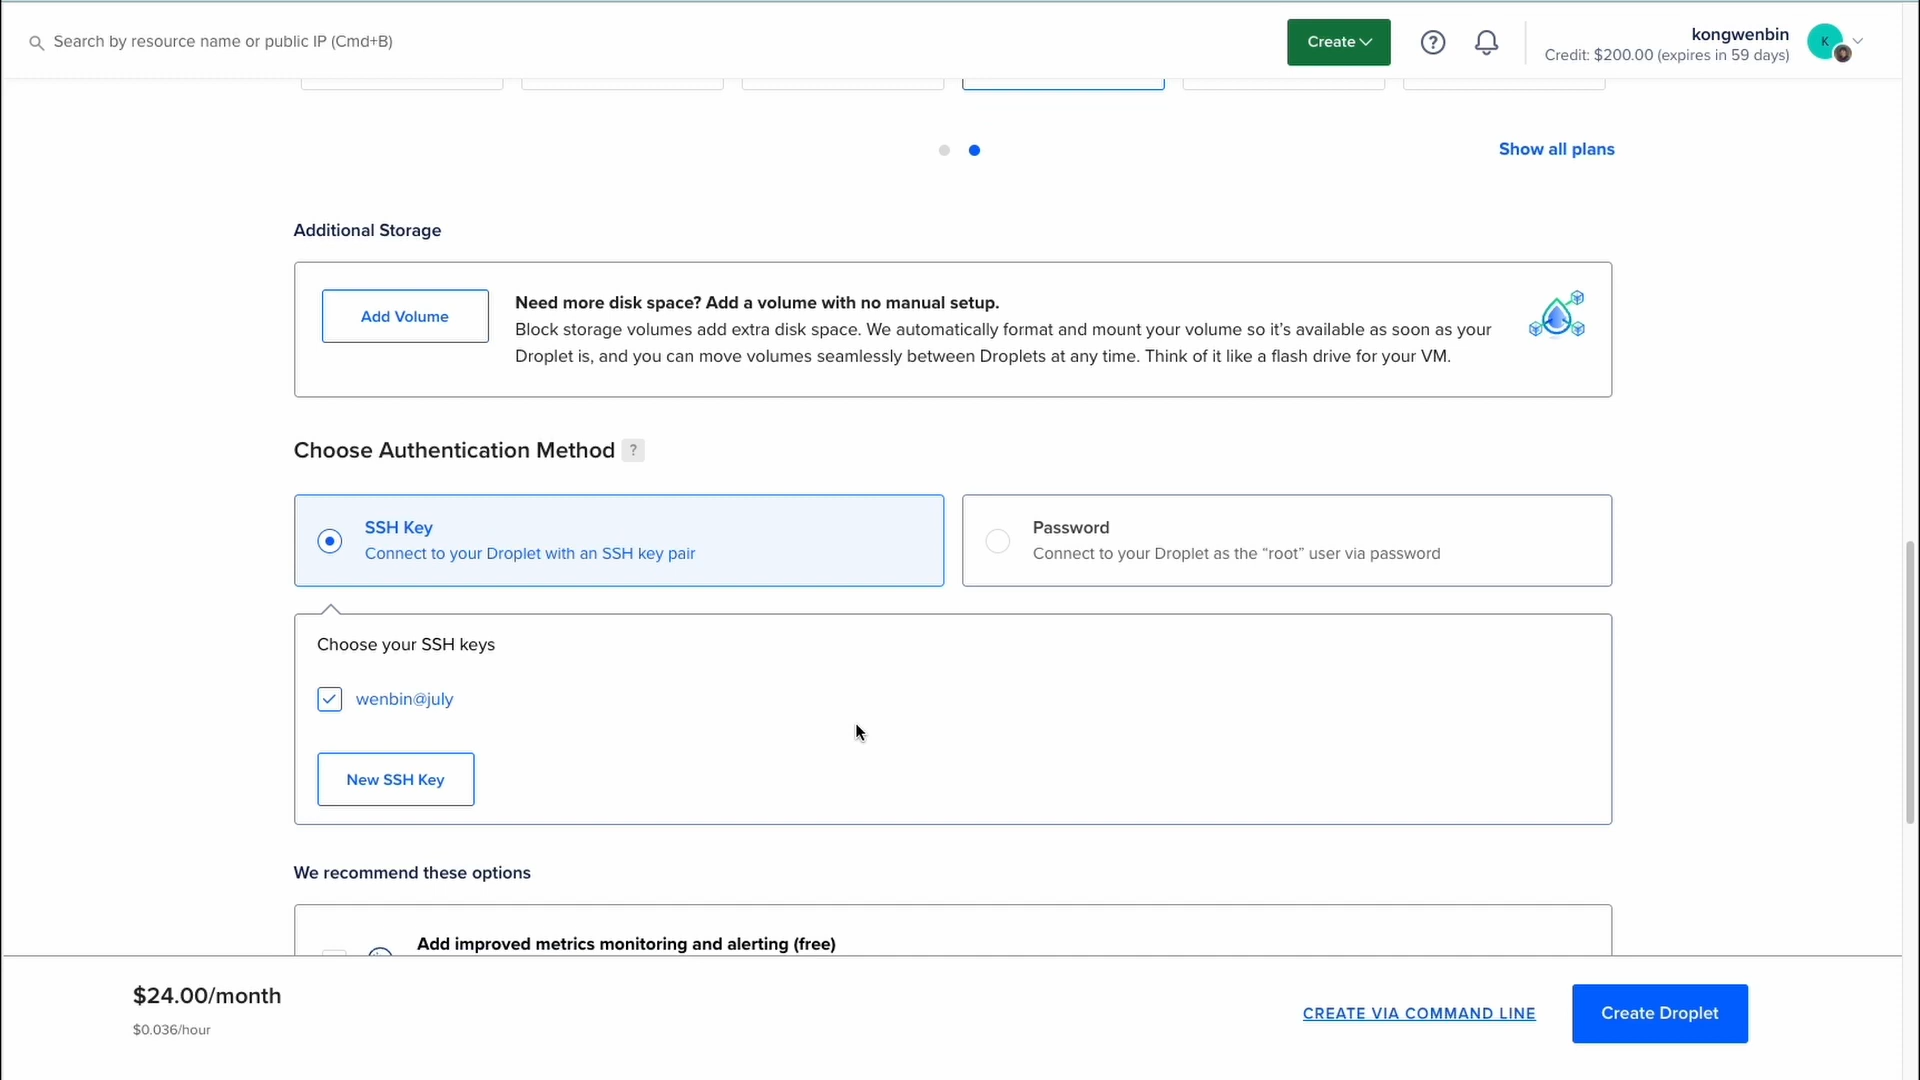 Search by resource name or public IP (Cmd+B)
Create
kongwenbin
Credit: $200.00 (expires in 59 days)
K
Show all plans
Additional Storage
Add Volume
Need more disk space? Add a volume with no manual setup.
Block storage volumes add extra disk space. We automatically format and mount your volume so it’s available as soon as your
Droplet is, and you can move volumes seamlessly between Droplets at any time. Think of it like a flash drive for your VM.
Choose Authentication Method ?
SSH Key
Connect to your Droplet with an SSH key pair
Password
Connect to your Droplet as the “root” user via password
Choose your SSH keys
wenbin@july
New SSH Key
We recommend these options
Add improved metrics monitoring and alerting (free)
$24.00/month
$0.036/hour
CREATE VIA COMMAND LINE
Create Droplet